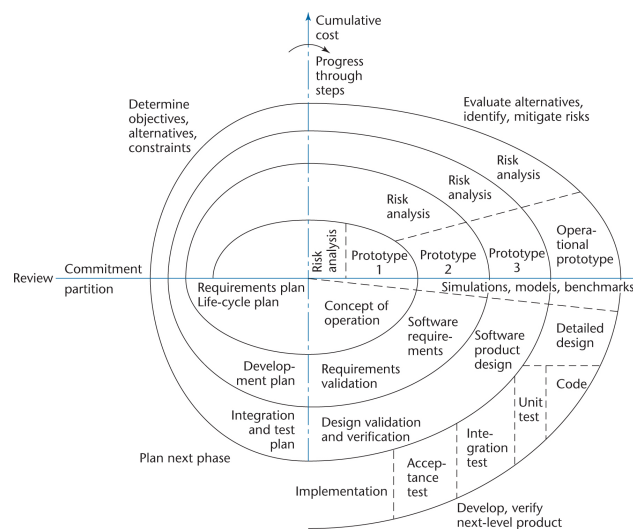 Cumulative
cost
Progress
through
steps
Determine
objectives,
alternatives,
constraints
Evaluate alternatives,
identify, mitigate risks
Risk
analysis
Risk
analysis
Risk
analysis
Risk
analysis
Prototype
1
Prototype
2
Prototype
3
Opera-
tional
prototype
Review
Commitment
partition
Requirements plan
Life-cycle plan
Simulations, models, benchmarks
Concept of
operation
Software
require-
ments
Software
product
design
Detailed
design
Develop-
ment plan
Requirements
validation
Code
Unit
test
Integration
and test
plan
Design validation
and verification
Inte-
gration
test
Plan next phase
Accep-
tance
test
Implementation
Develop, verify
next-level product